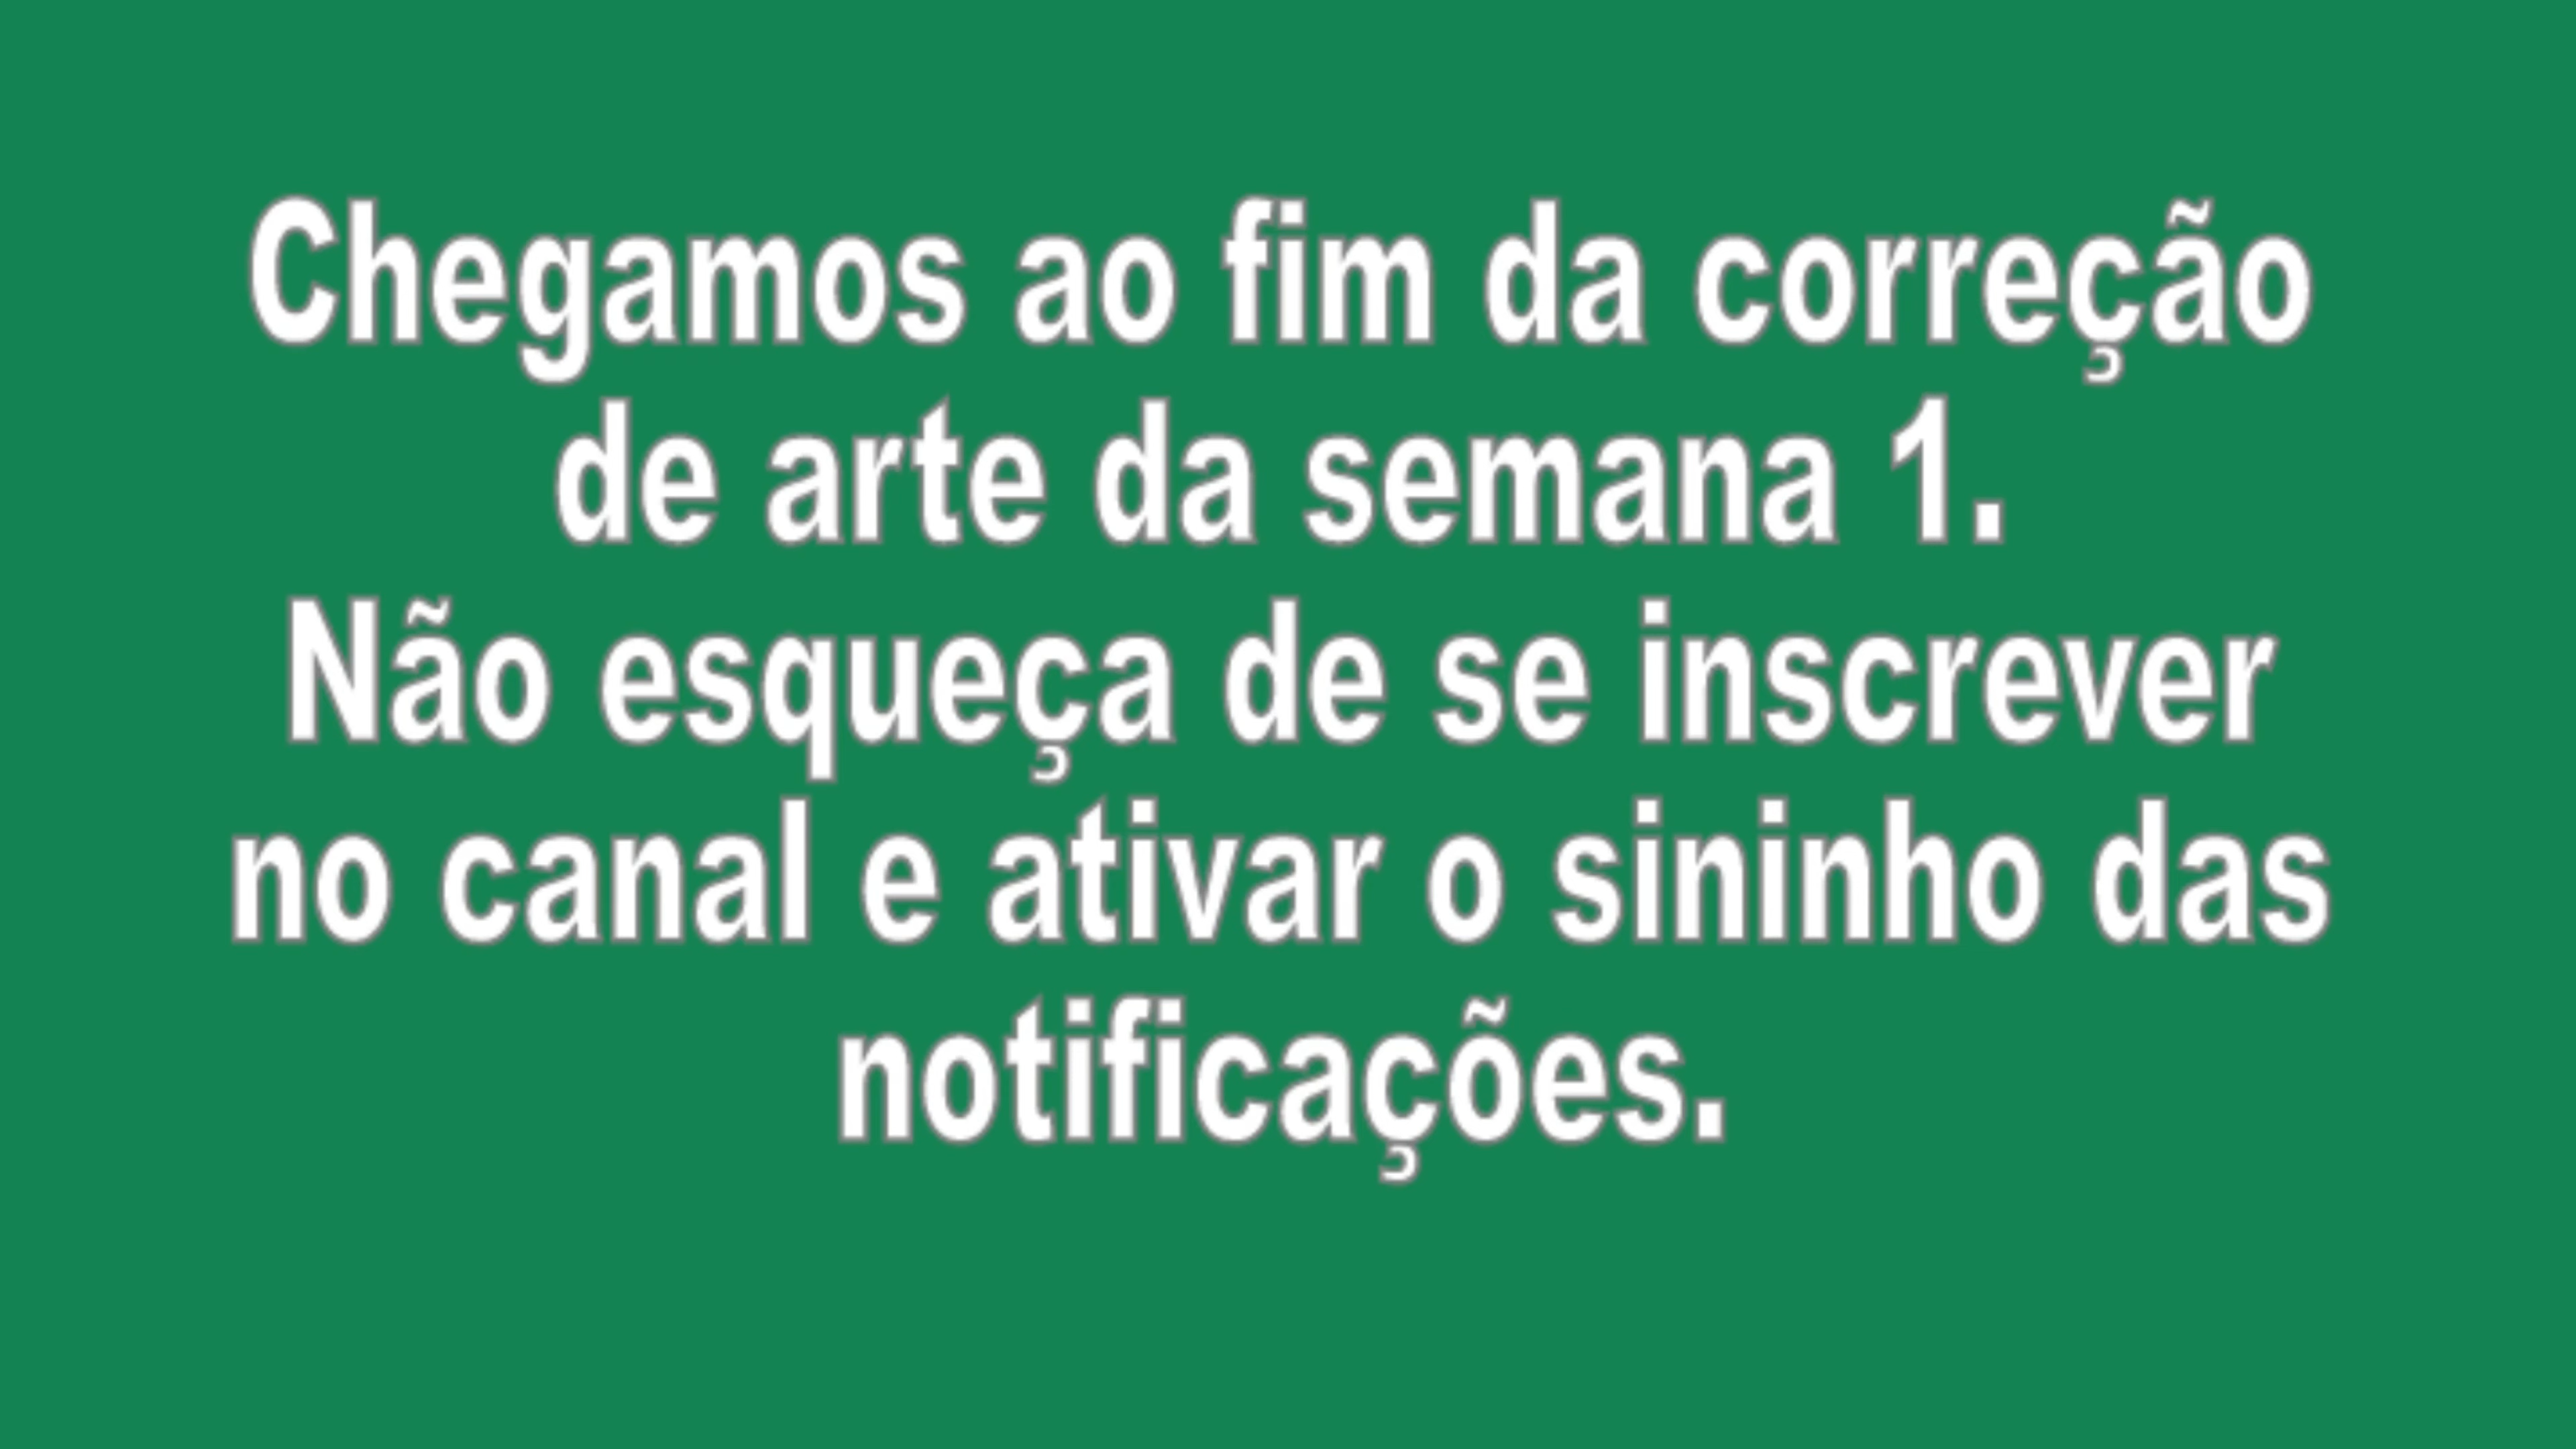 Chegamos ao fim da correção
de arte da semana 1.
Não esqueça de se inscrever
no canal e ativar o sininho das
notificações.